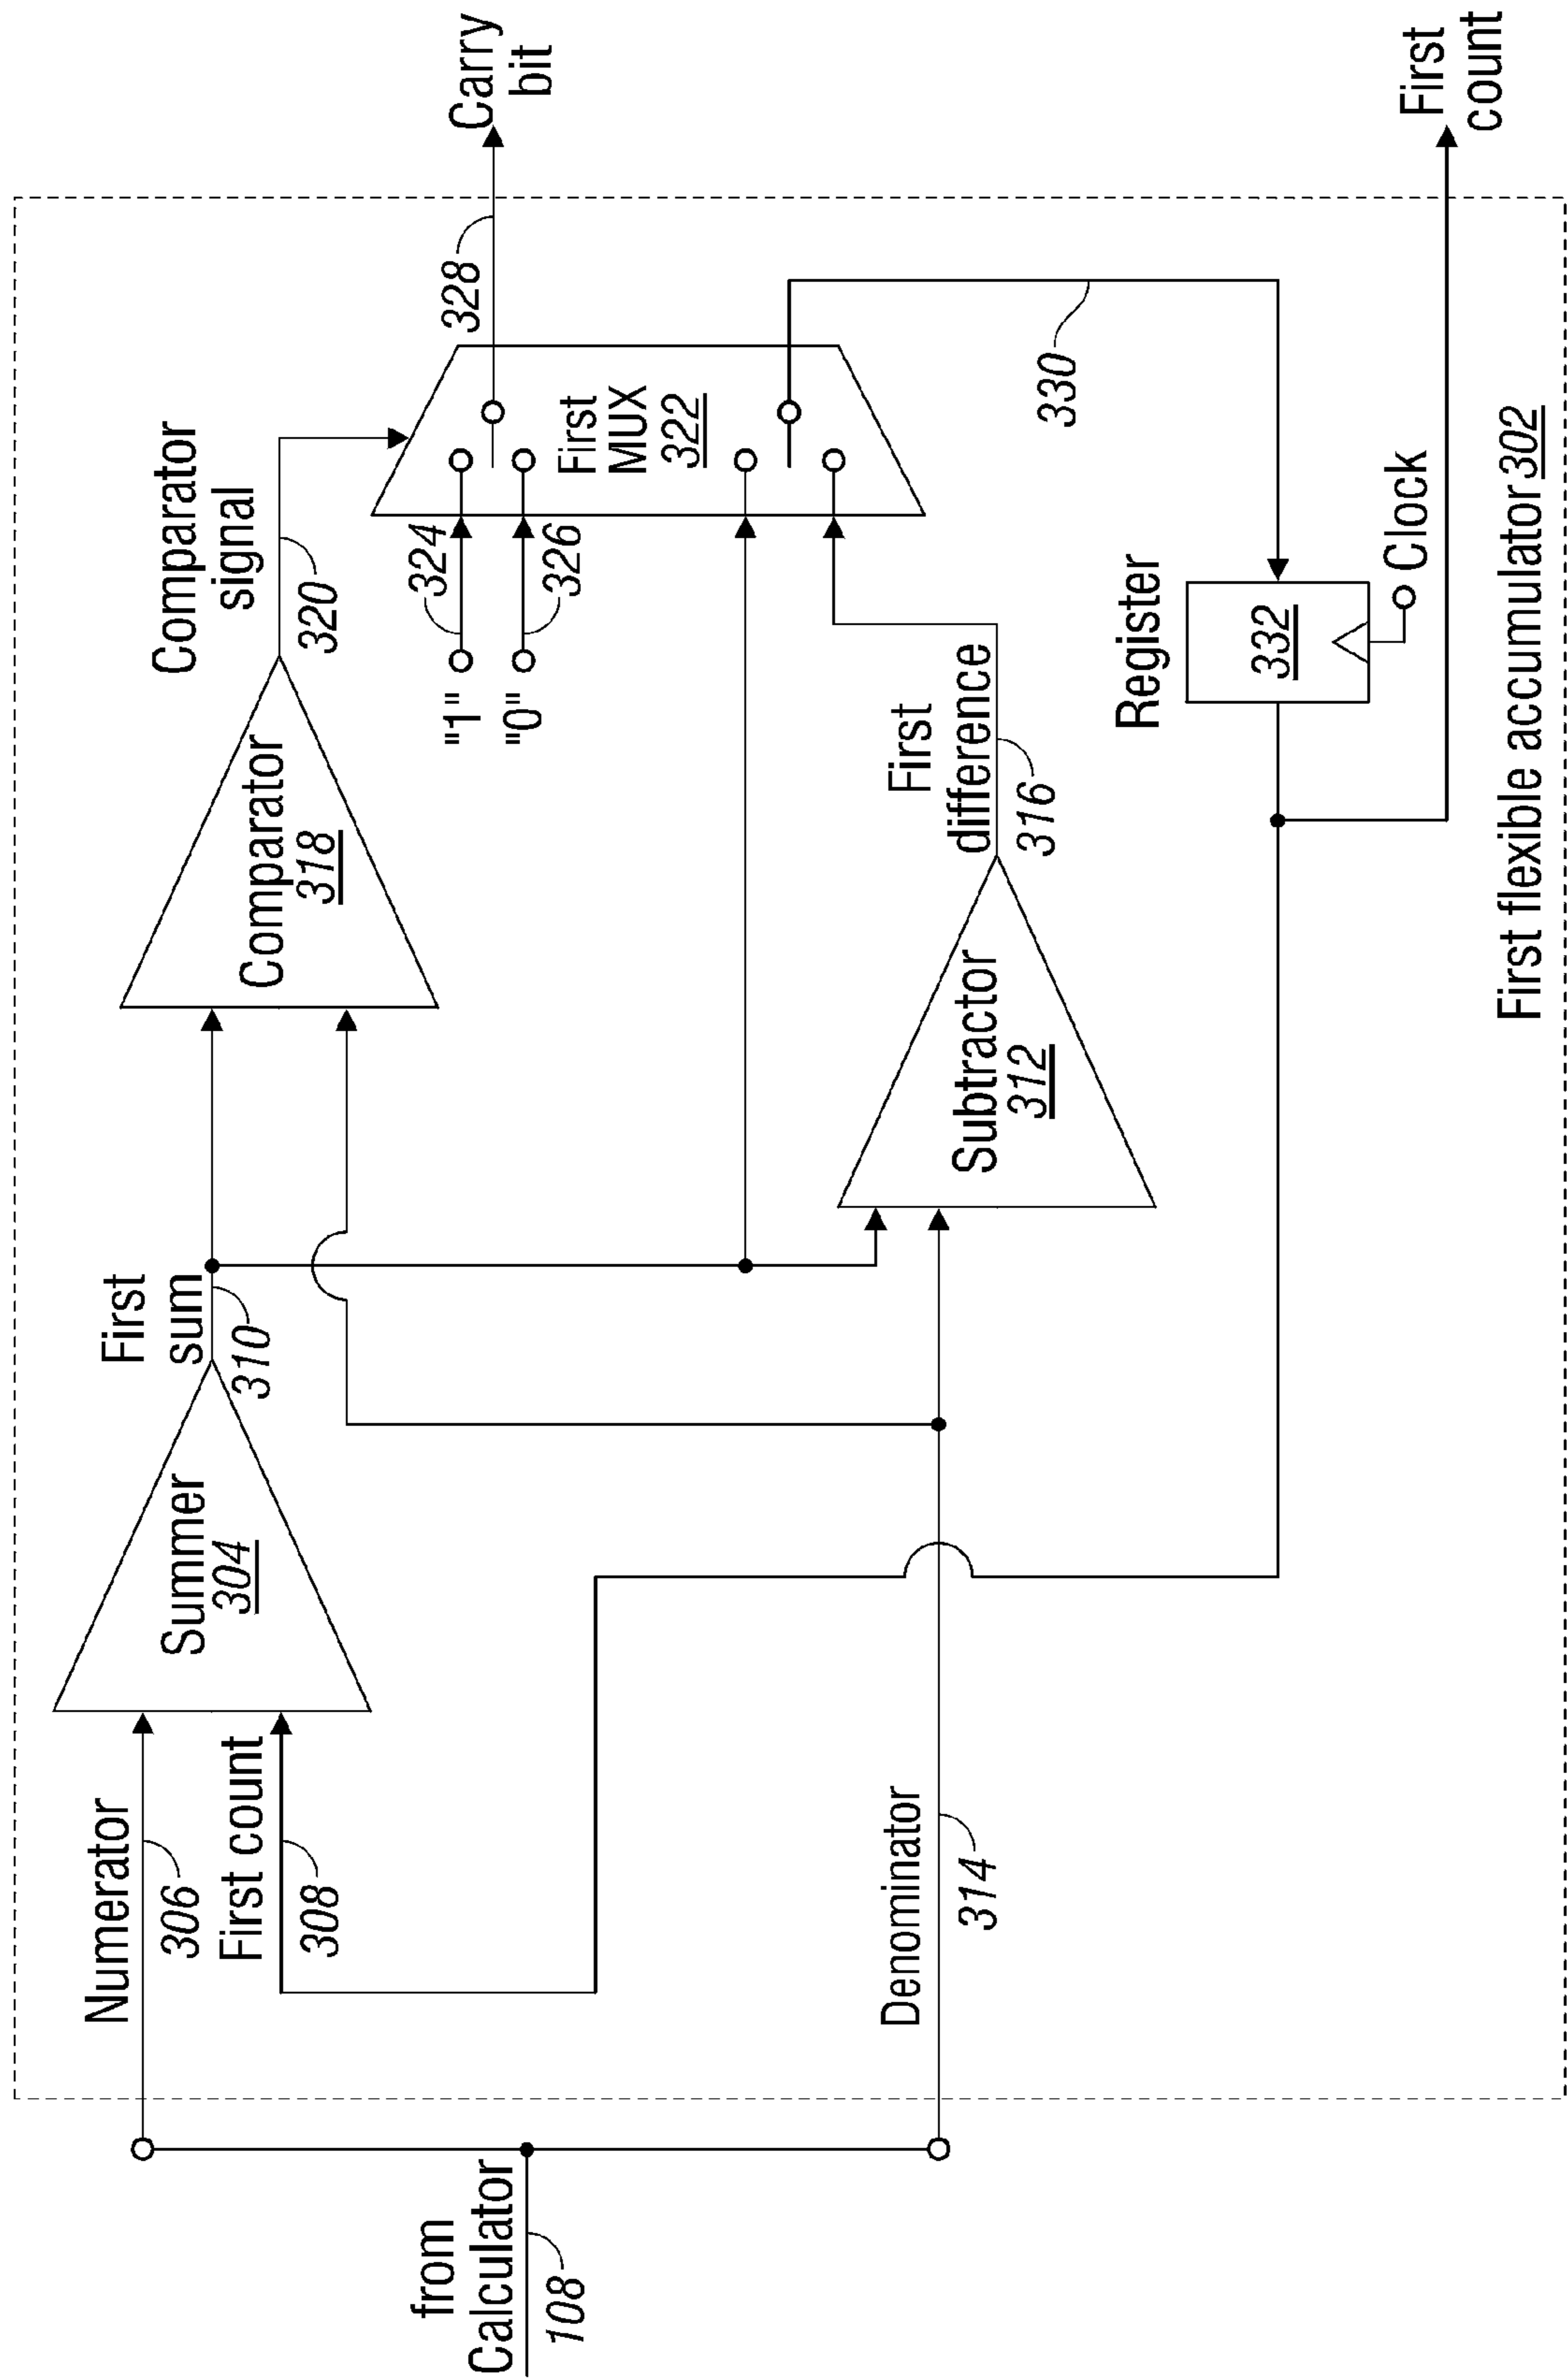 from
Calculator
108
Numerator
306
First count
308
Denominator
314
Summer
304
First
sum
310
Comparator
318
Subtractor
312
First
difference
316
Comparator
signal
320
"1"
"0"
324
326
First
MUX
322
328
Carry
bit
330
Register
332
Clock
First
count
First flexible accumulator 302